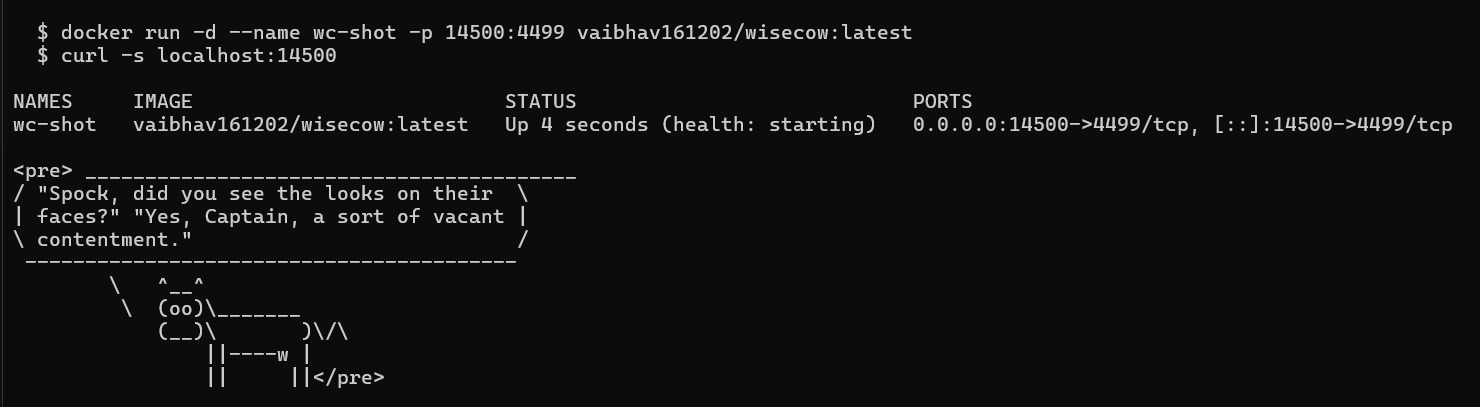 $ docker run -d --name wc-shot -p 14500:4499 vaibhav161202/wisecow:latest
$ curl -s localhost:14500
NAMES     IMAGE                          STATUS                            PORTS
wc-shot   vaibhav161202/wisecow:latest   Up 4 seconds (health: starting)   0.0.0.0:14500->4499/tcp, [::]:14500->4499/tcp
<pre> _________________________________________
/ "Spock, did you see the looks on their  \
| faces?" "Yes, Captain, a sort of vacant |
\ contentment."                           /
 -----------------------------------------
        \   ^__^
         \  (oo)\_______
            (__)\       )\/\
                ||----w |
                ||     ||</pre>